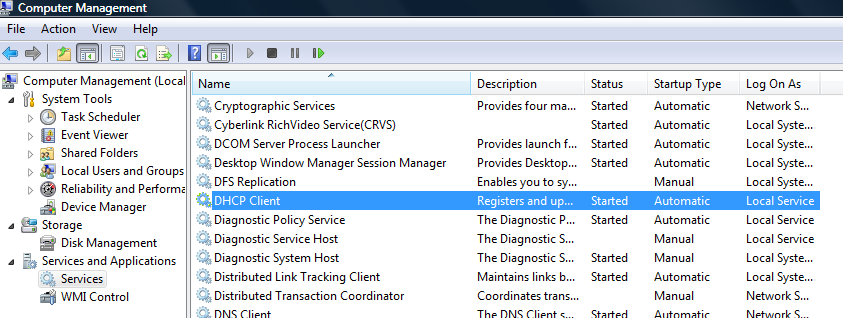 Computer Management
File Action View Help
Computer Management (Local
System Tools
Task Scheduler
Event Viewer
Shared Folders
Local Users and Groups
Reliability and Performa
Device Manager
Storage
Disk Management
Services and Applications
Services
WMI Control
Name Description Status Startup Type Log On As
Cryptographic Services Provides four ma... Started Automatic Network S...
Cyberlink RichVideo Service(CRVS) Started Automatic Local Syste...
DCOM Server Process Launcher Provides launch f... Started Automatic Local Syste...
Desktop Window Manager Session Manager Provides Desktop... Started Automatic Local Syste...
DFS Replication Enables you to sy... Manual Local Syste...
DHCP Client Registers and up... Started Automatic Local Service
Diagnostic Policy Service The Diagnostic P... Started Automatic Local Service
Diagnostic Service Host The Diagnostic S... Manual Local Service
Diagnostic System Host The Diagnostic S... Started Manual Local Syste...
Distributed Link Tracking Client Maintains links b... Started Automatic Local Syste...
Distributed Transaction Coordinator Coordinates trans... Manual Network S...
DNS Client The DNS Client s... Started Automatic Network S...